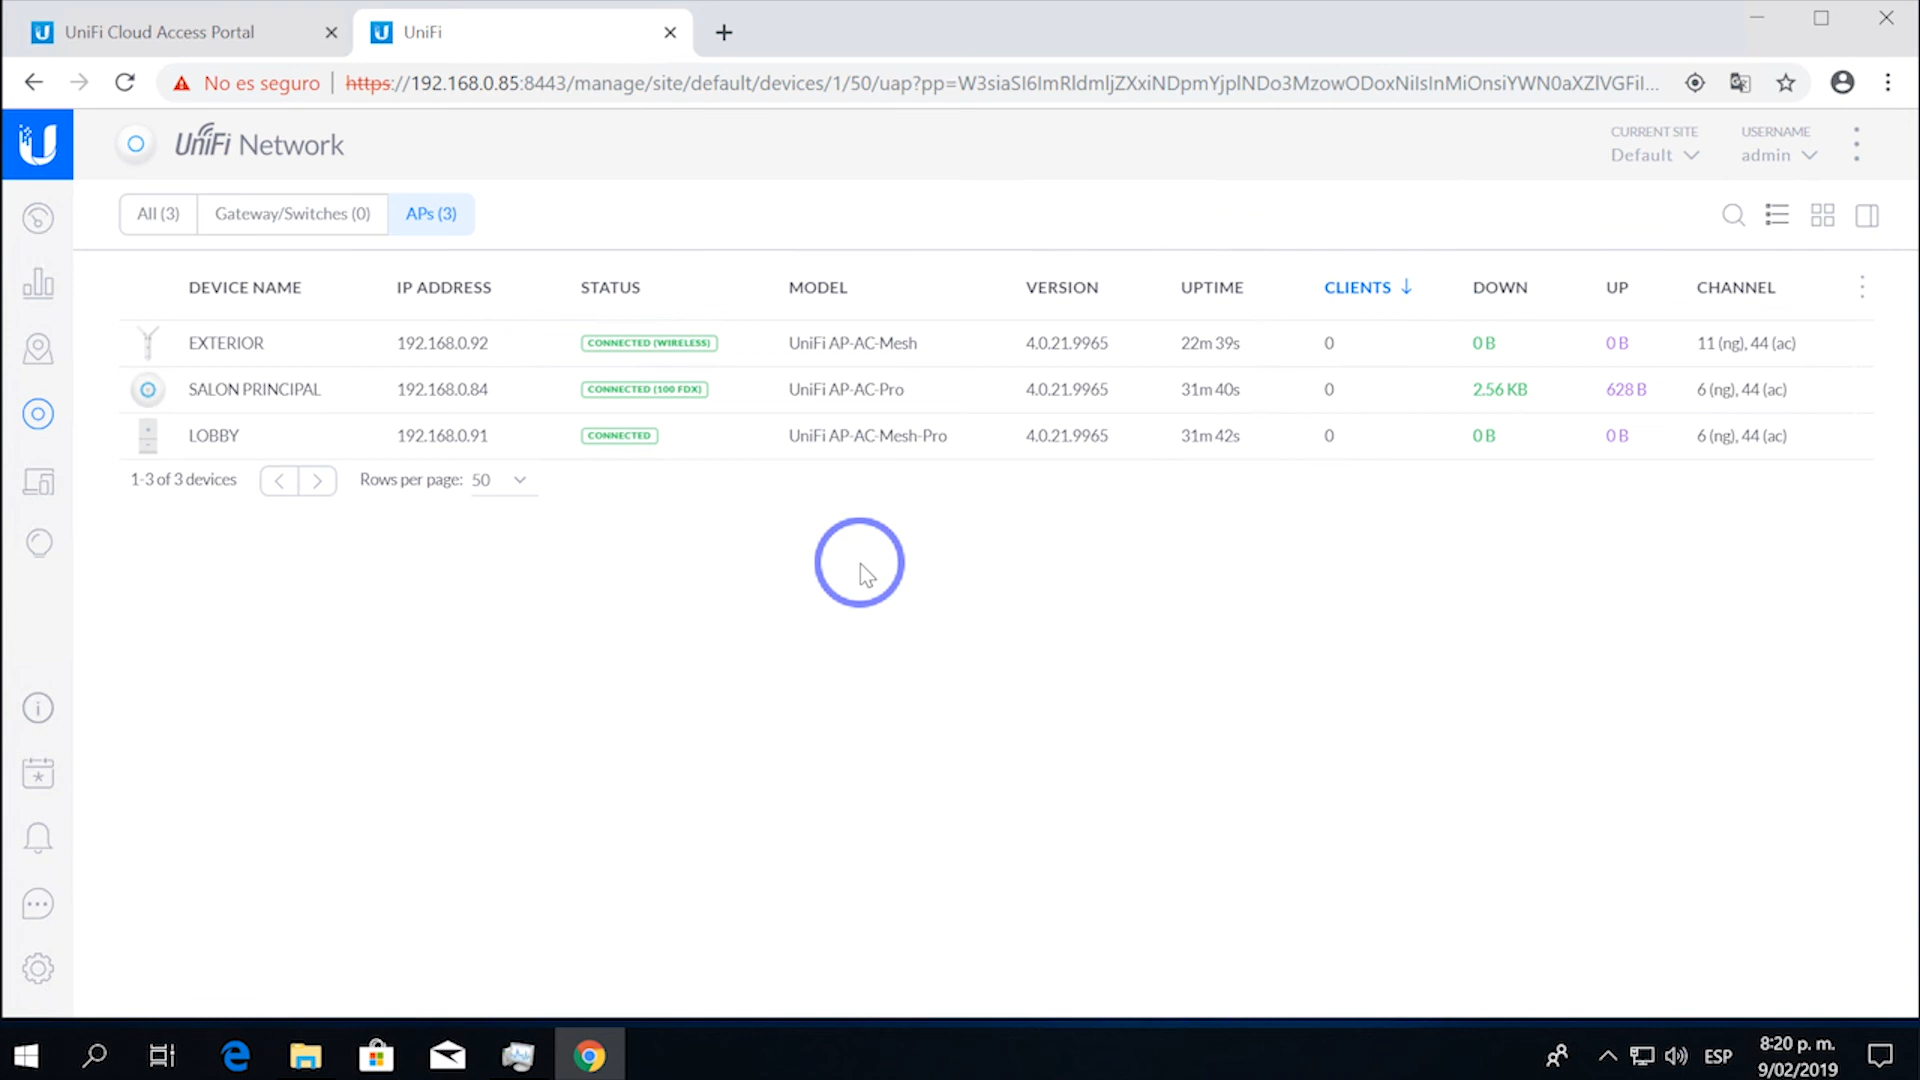 UniFi Cloud Access Portal
UniFi
No es seguro | https://192.168.0.85:8443/manage/site/default/devices/1/50/uap?pp=W3siaSI6ImRldmljZXxiNDpmYjplNDo3MzowODoxNiIsInMiOnsiYWN0aXZlVGFiI...
UniFi Network
CURRENT SITE
Default
USERNAME
admin
All (3) Gateway/Switches (0) APs (3)
DEVICE NAME IP ADDRESS STATUS MODEL VERSION UPTIME CLIENTS DOWN UP CHANNEL
EXTERIOR 192.168.0.92 CONNECTED (WIRELESS) UniFi AP-AC-Mesh 4.0.21.9965 22m 39s 0 0 B 0 B 11 (ng), 44 (ac)
SALON PRINCIPAL 192.168.0.84 CONNECTED (100 FDX) UniFi AP-AC-Pro 4.0.21.9965 31m 40s 0 2.56 KB 628 B 6 (ng), 44 (ac)
LOBBY 192.168.0.91 CONNECTED UniFi AP-AC-Mesh-Pro 4.0.21.9965 31m 42s 0 0 B 0 B 6 (ng), 44 (ac)
1-3 of 3 devices Rows per page: 50
ESP
8:20 p. m.
9/02/2019